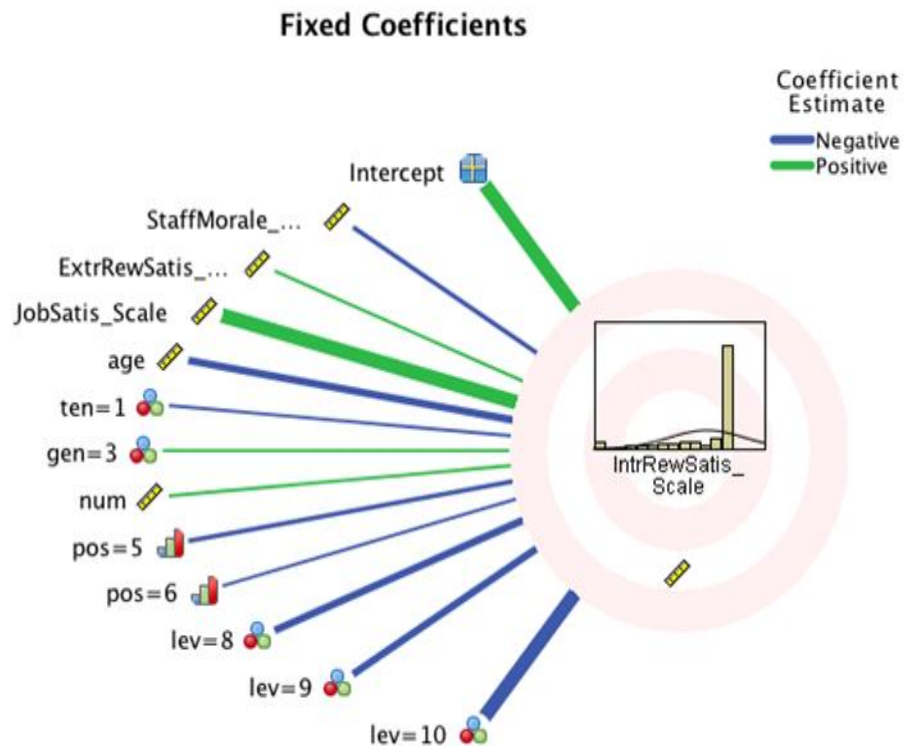 Fixed Coefficients
Coefficient
Estimate
Negative
Positive
Intercept
StaffMorale_...
ExtrRewSatis_...
JobSatis_Scale
age
ten=1
gen=3
num
pos=5
pos=6
lev=8
lev=9
lev=10
IntrRewSatis_
Scale